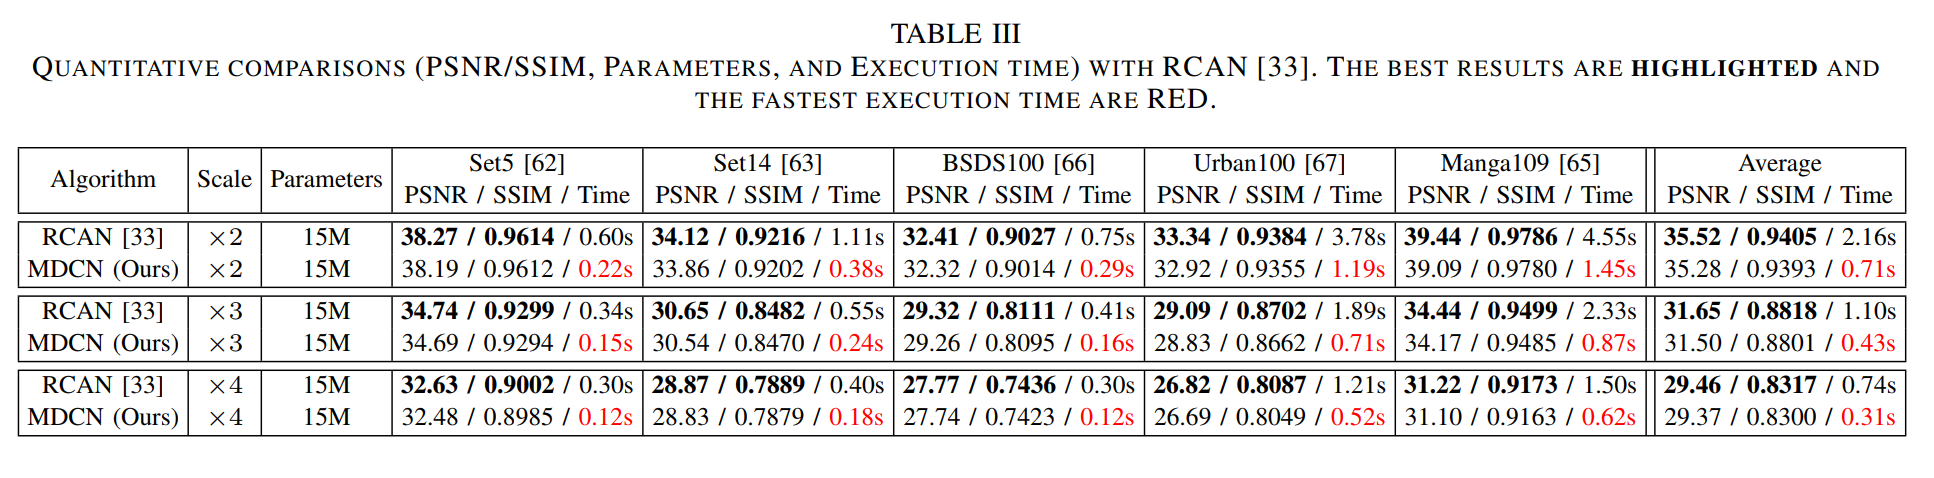 TABLE III
QUANTITATIVE COMPARISONS (PSNR/SSIM, PARAMETERS, AND EXECUTION TIME) WITH RCAN [33]. THE BEST RESULTS ARE HIGHLIGHTED AND
THE FASTEST EXECUTION TIME ARE RED.
Algorithm Scale Parameters Set5 [62] Set14 [63] BSDS100 [66] Urban100 [67] Manga109 [65] Average
PSNR / SSIM / Time PSNR / SSIM / Time PSNR / SSIM / Time PSNR / SSIM / Time PSNR / SSIM / Time PSNR / SSIM / Time
RCAN [33] ×2 15M 38.27 / 0.9614 / 0.60s 34.12 / 0.9216 / 1.11s 32.41 / 0.9027 / 0.75s 33.34 / 0.9384 / 3.78s 39.44 / 0.9786 / 4.55s 35.52 / 0.9405 / 2.16s
MDCN (Ours) ×2 15M 38.19 / 0.9612 / 0.22s 33.86 / 0.9202 / 0.38s 32.32 / 0.9014 / 0.29s 32.92 / 0.9355 / 1.19s 39.09 / 0.9780 / 1.45s 35.28 / 0.9393 / 0.71s
RCAN [33] ×3 15M 34.74 / 0.9299 / 0.34s 30.65 / 0.8482 / 0.55s 29.32 / 0.8111 / 0.41s 29.09 / 0.8702 / 1.89s 34.44 / 0.9499 / 2.33s 31.65 / 0.8818 / 1.10s
MDCN (Ours) ×3 15M 34.69 / 0.9294 / 0.15s 30.54 / 0.8470 / 0.24s 29.26 / 0.8095 / 0.16s 28.83 / 0.8662 / 0.71s 34.17 / 0.9485 / 0.87s 31.50 / 0.8801 / 0.43s
RCAN [33] ×4 15M 32.63 / 0.9002 / 0.30s 28.87 / 0.7889 / 0.40s 27.77 / 0.7436 / 0.30s 26.82 / 0.8087 / 1.21s 31.22 / 0.9173 / 1.50s 29.46 / 0.8317 / 0.74s
MDCN (Ours) ×4 15M 32.48 / 0.8985 / 0.12s 28.83 / 0.7879 / 0.18s 27.74 / 0.7423 / 0.12s 26.69 / 0.8049 / 0.52s 31.10 / 0.9163 / 0.62s 29.37 / 0.8300 / 0.31s